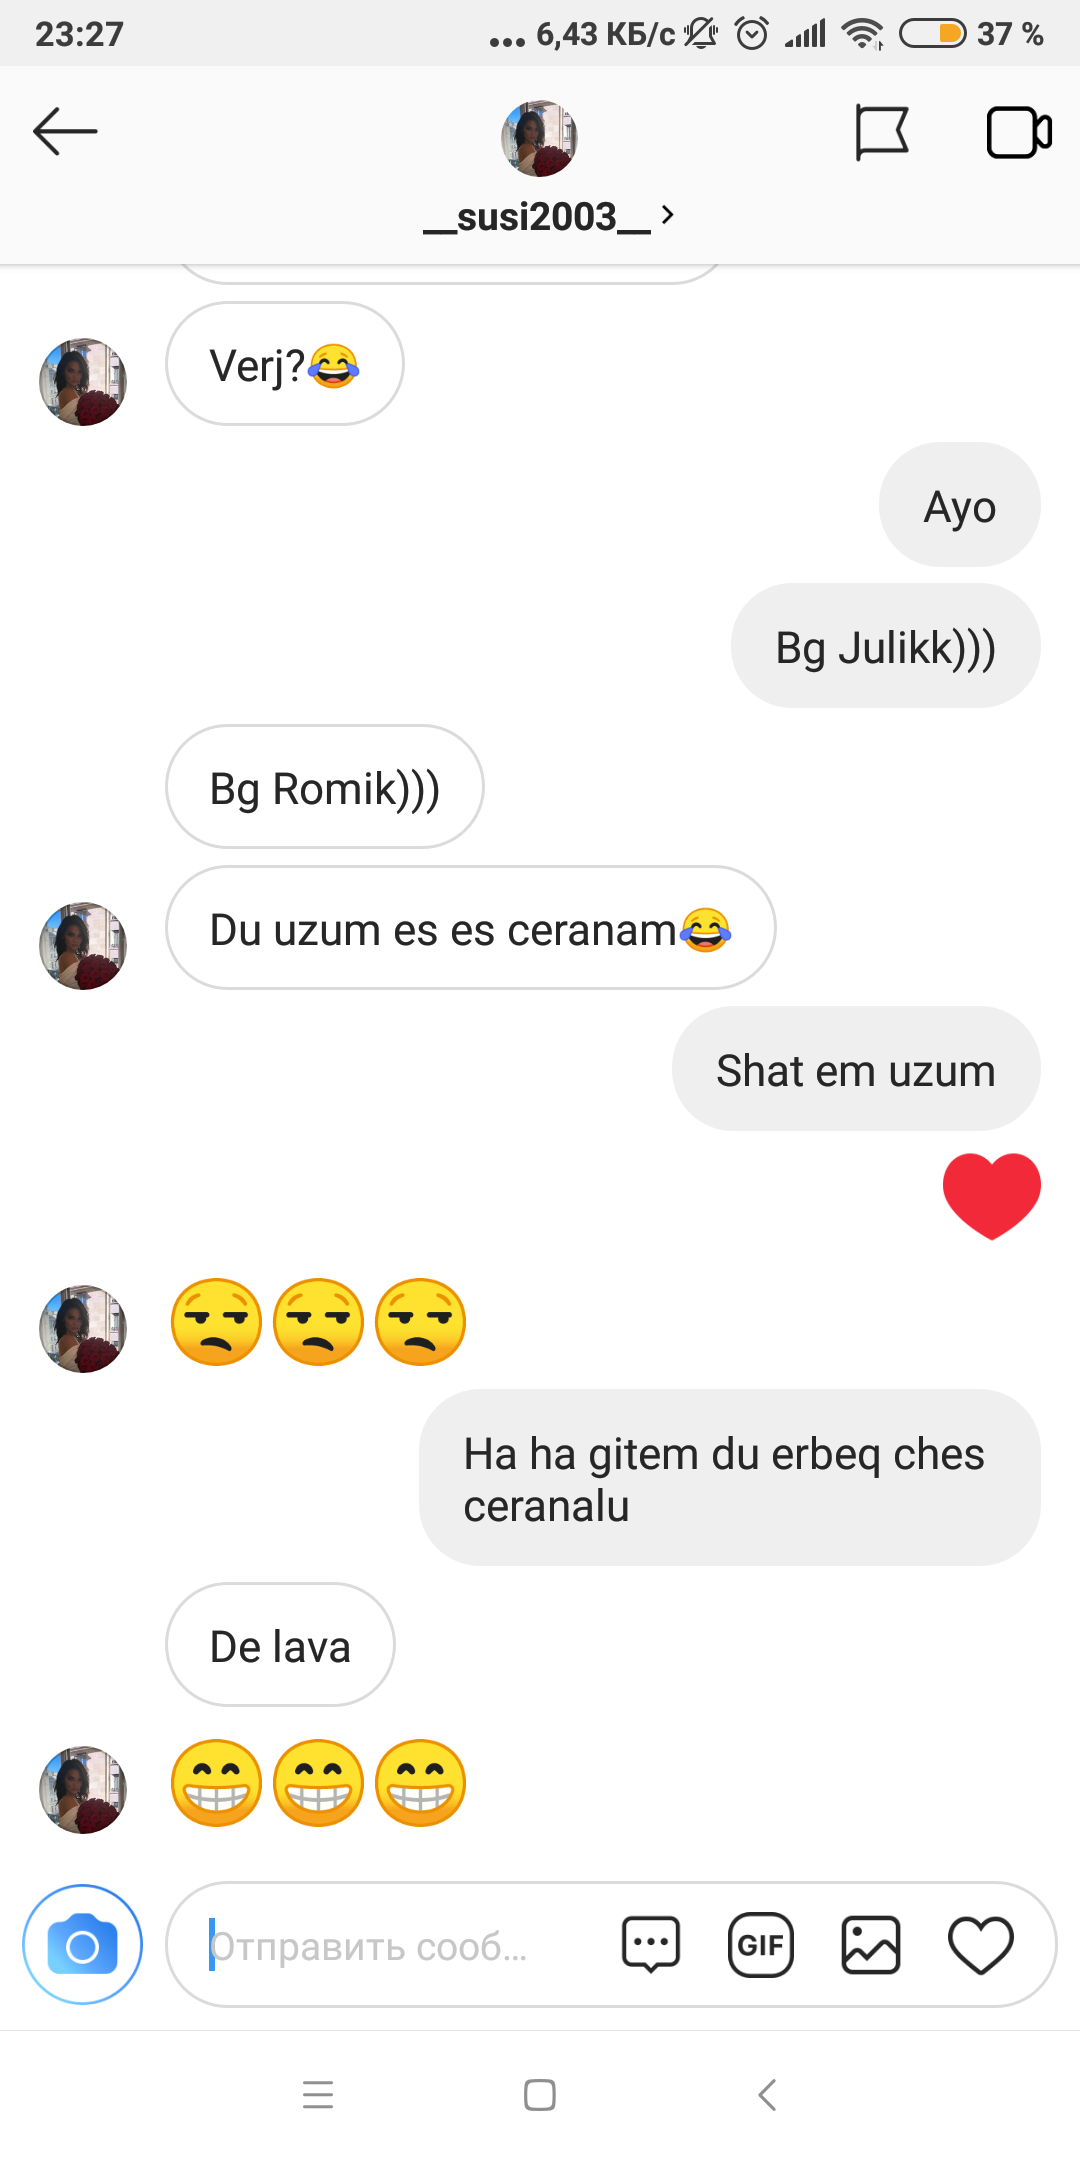 23:27
... 6,43 КБ/с 37 %
__susi2003__
Verj?😂
Ayo
Bg Julikk)))
Bg Romik)))
Du uzum es es ceranam😂
Shat em uzum
Ha ha gitem du erbeq ches
ceranalu
De lava
Отправить сооб...
GIF